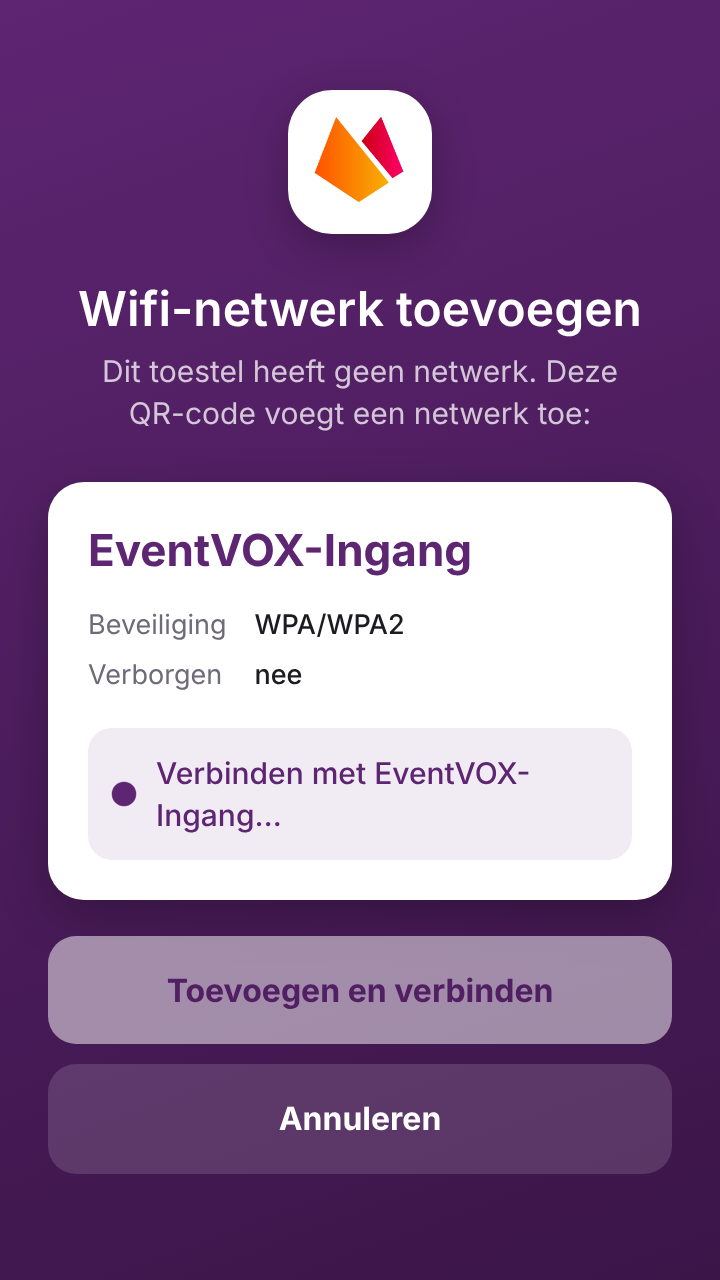 Wifi-netwerk toevoegen
Dit toestel heeft geen netwerk. Deze
QR-code voegt een netwerk toe:
EventVOX-Ingang
Beveiliging WPA/WPA2
Verborgen nee
Verbinden met EventVOX-
Ingang...
Toevoegen en verbinden
Annuleren